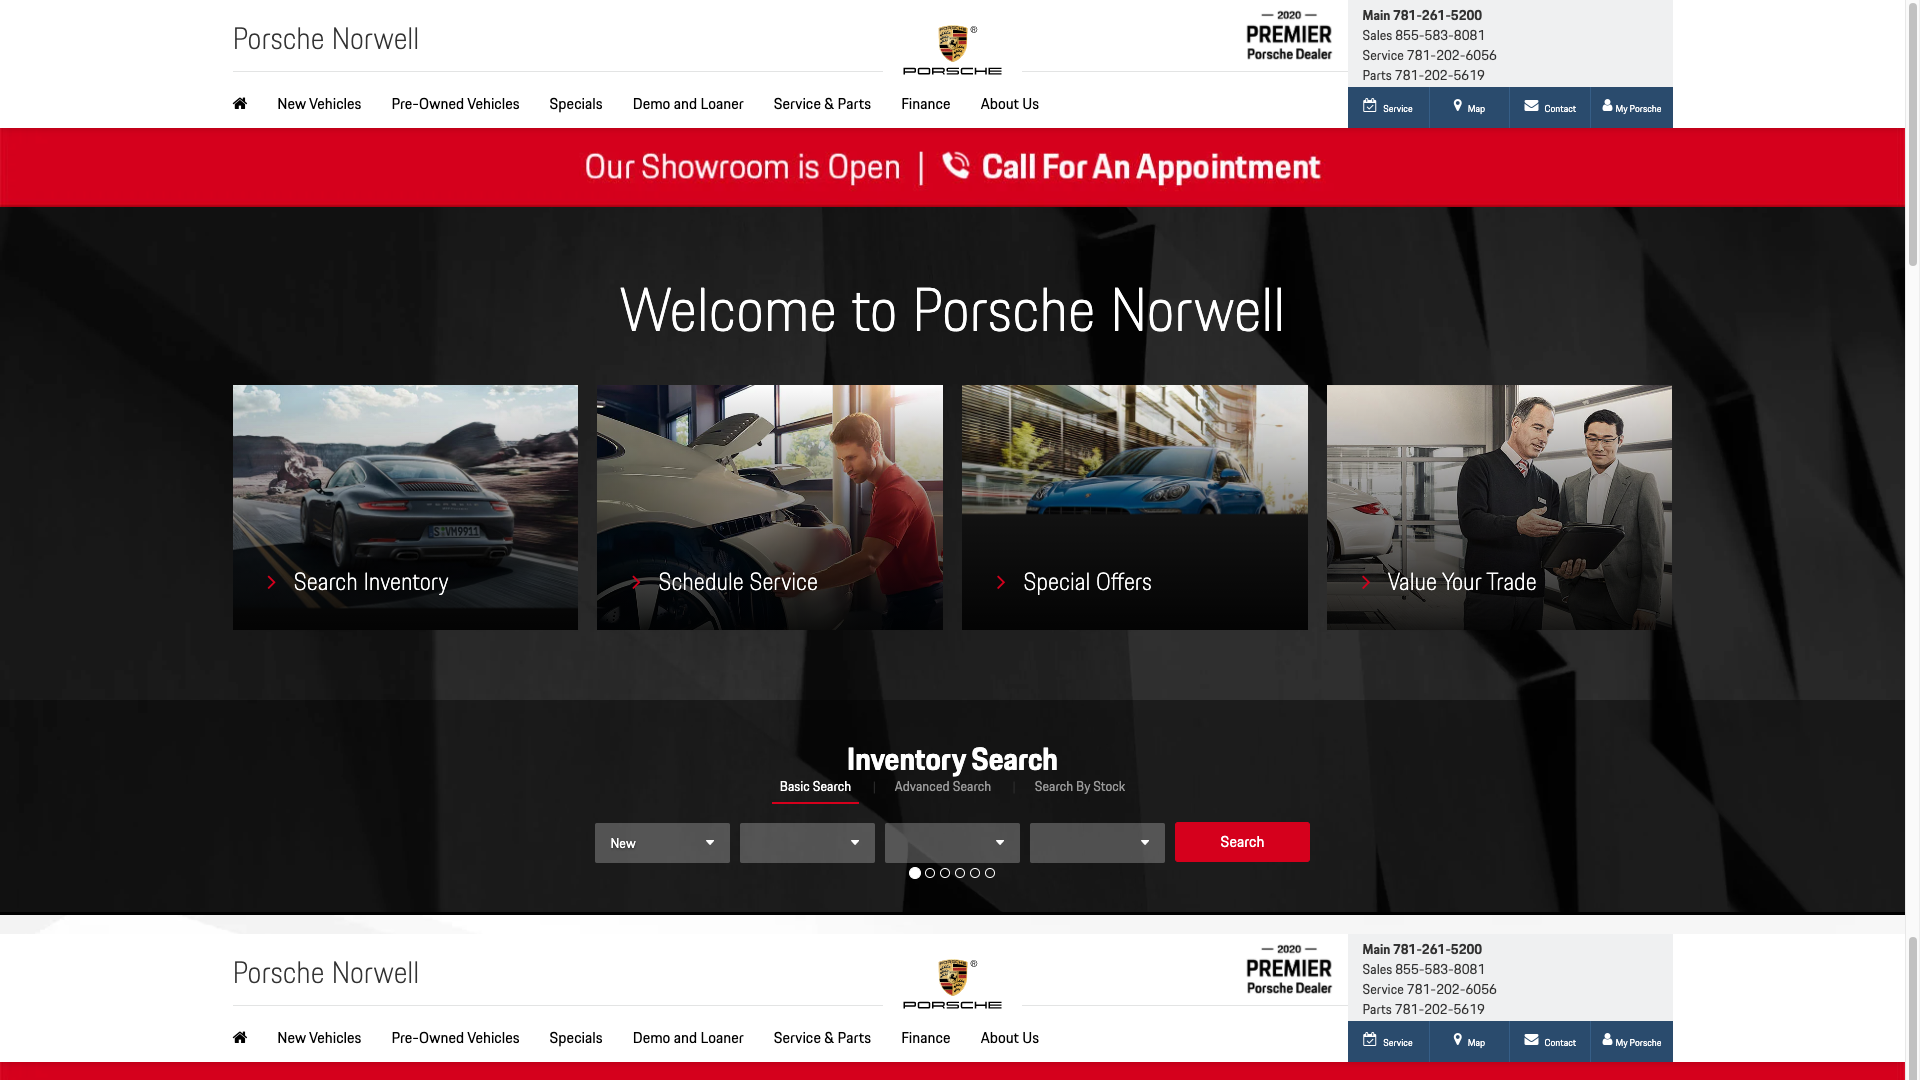 Porsche Norwell
®
PORSCHE
2020
PREMIER
Porsche Dealer
Main 781-261-5200
Sales 855-583-8081
Service 781-202-6056
Parts 781-202-5619
New Vehicles
Pre-Owned Vehicles
Specials
Demo and Loaner
Service & Parts
Finance
About Us
Service
Map
Contact
My Porsche
Our Showroom is Open | Call For An Appointment
Welcome to Porsche Norwell
S VM9911
Search Inventory
Schedule Service
Special Offers
Value Your Trade
Inventory Search
Basic Search
Advanced Search
Search By Stock
New
Search
Porsche Norwell
®
PORSCHE
2020
PREMIER
Porsche Dealer
Main 781-261-5200
Sales 855-583-8081
Service 781-202-6056
Parts 781-202-5619
New Vehicles
Pre-Owned Vehicles
Specials
Demo and Loaner
Service & Parts
Finance
About Us
Service
Map
Contact
My Porsche